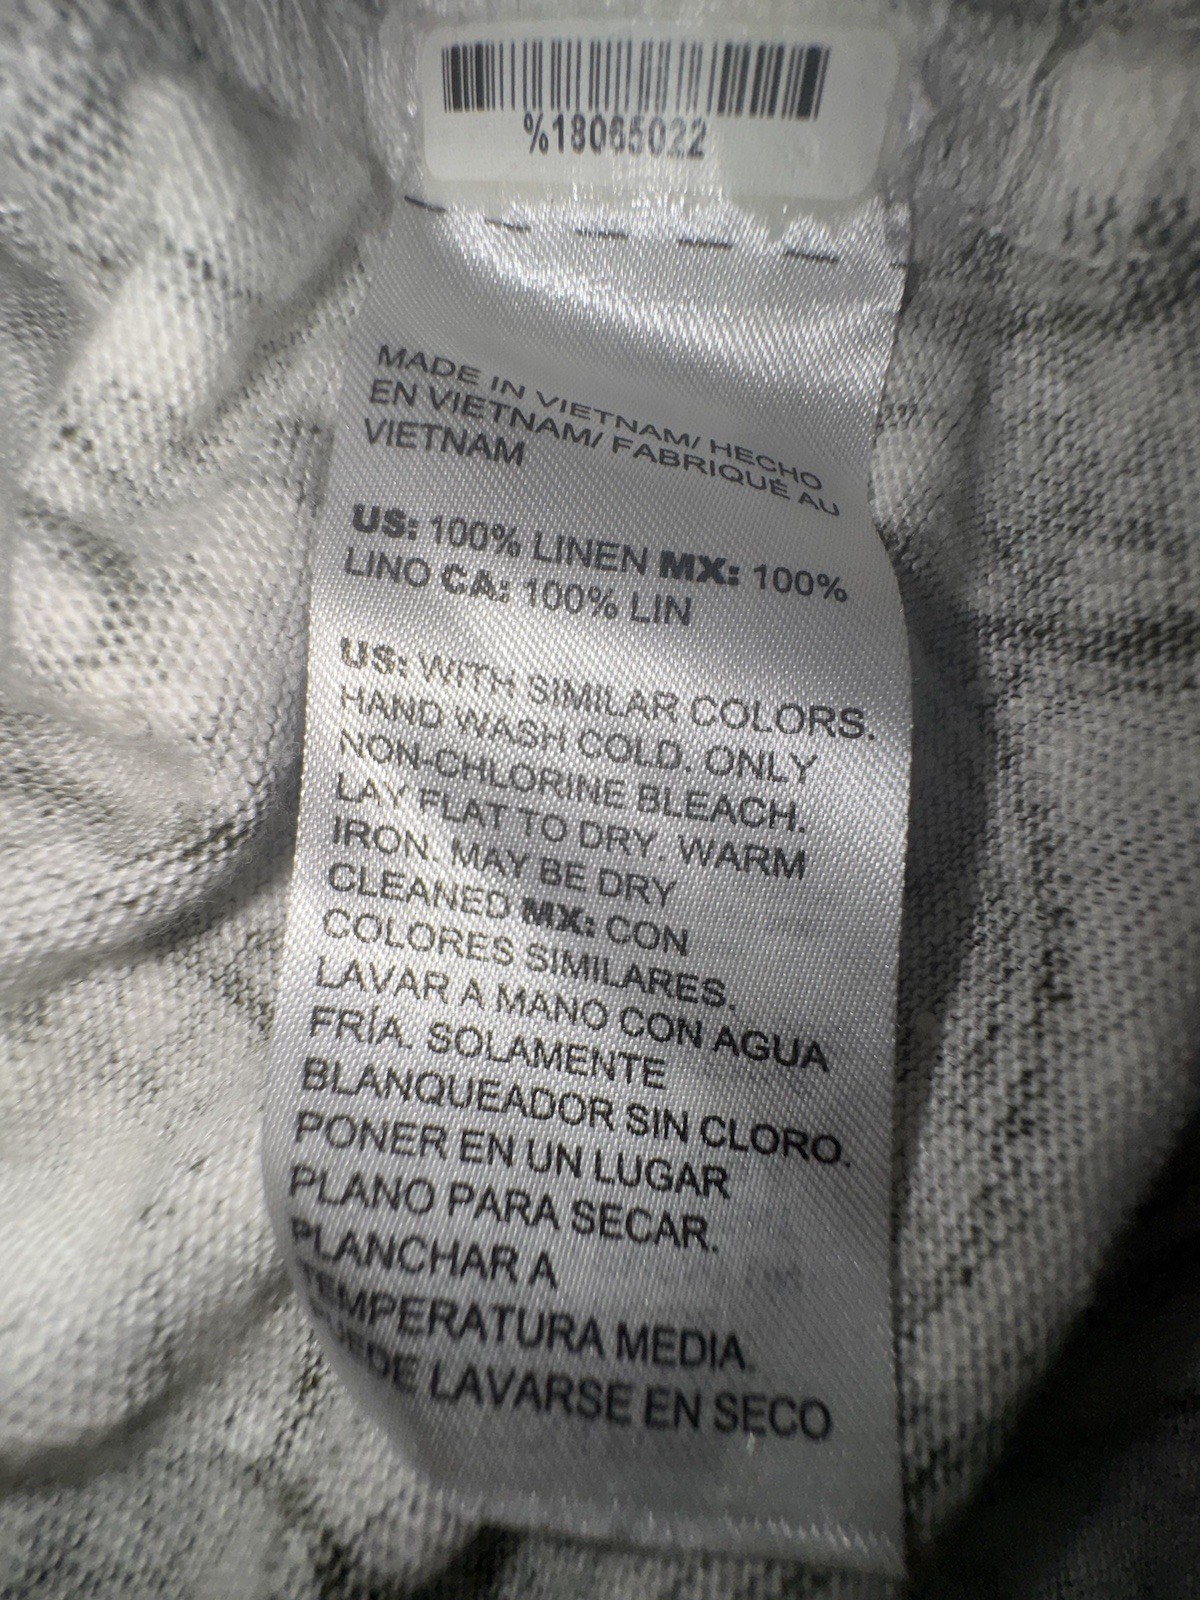 %18065022
MADE IN VIETNAM/ HECHO
EN VIETNAM/ FABRIQUÉ AU
VIETNAM
US: 100% LINEN MX: 100%
LINO CA: 100% LIN
US: WITH SIMILAR COLORS.
HAND WASH COLD. ONLY
NON-CHLORINE BLEACH.
LAY FLAT TO DRY. WARM
IRON. MAY BE DRY
CLEANED MX: CON
COLORES SIMILARES.
LAVAR A MANO CON AGUA
FRÍA. SOLAMENTE
BLANQUEADOR SIN CLORO.
PONER EN UN LUGAR
PLANO PARA SECAR.
PLANCHAR A
TEMPERATURA MEDIA.
PUEDE LAVARSE EN SECO